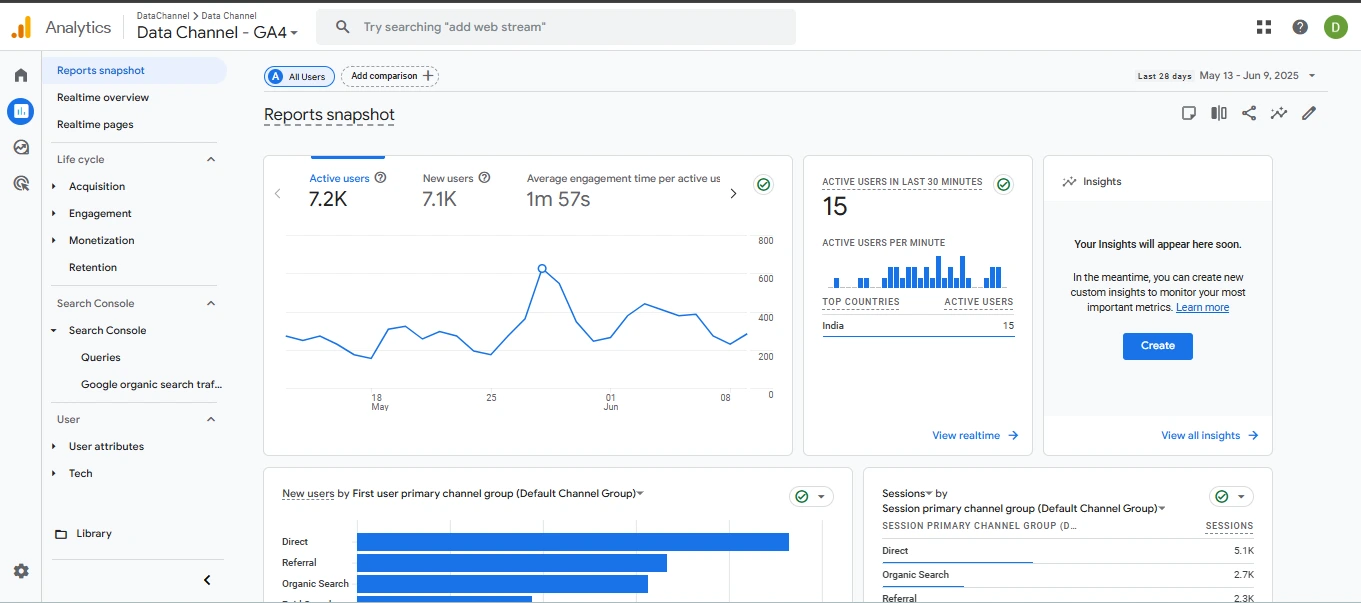 Analytics
DataChannel > Data Channel
Data Channel - GA4
Try searching "add web stream"
D
Reports snapshot
Realtime overview
Realtime pages
Life cycle
Acquisition
Engagement
Monetization
Retention
Search Console
Search Console
Queries
Google organic search traf...
User
User attributes
Tech
Library
A All Users
Add comparison
Last 28 days May 13 - Jun 9, 2025
Reports snapshot
Active users
7.2K
New users
7.1K
Average engagement time per active us
1m 57s
800
600
400
200
0
18
May
25
01
Jun
08
ACTIVE USERS IN LAST 30 MINUTES
15
ACTIVE USERS PER MINUTE
TOP COUNTRIES ACTIVE USERS
India 15
View realtime
Insights
Your Insights will appear here soon.
In the meantime, you can create new
custom insights to monitor your most
important metrics. Learn more
Create
View all insights
New users by First user primary channel group (Default Channel Group)
Direct
Referral
Organic Search
Sessions by
Session primary channel group (Default Channel Group)
SESSION PRIMARY CHANNEL GROUP (D... SESSIONS
Direct 5.1K
Organic Search 2.7K
Referral 2.3K